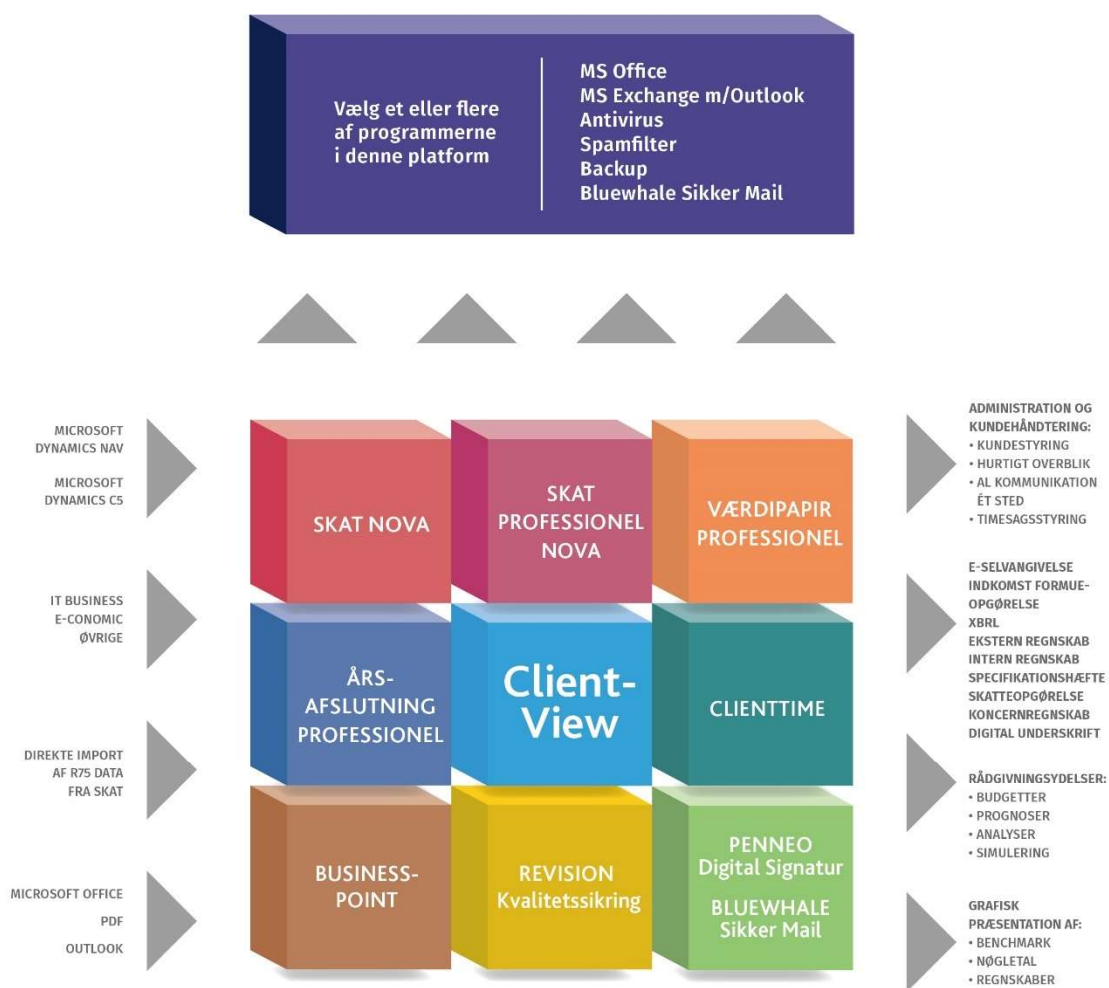 Vælg et eller flere
af programmerne
i denne platform
MS Office
MS Exchange m/Outlook
Antivirus
Spamfilter
Backup
Bluewhale Sikker Mail
MICROSOFT
DYNAMICS NAV
MICROSOFT
DYNAMICS C5
IT BUSINESS
E-CONOMIC
ØVRIGE
DIREKTE IMPORT
AF R75 DATA
FRA SKAT
MICROSOFT OFFICE
PDF
OUTLOOK
SKAT NOVA
SKAT
PROFESSIONEL
NOVA
VÆRDIPAPIR
PROFESSIONEL
ÅRS-
AFSLUTNING
PROFESSIONEL
Client-
View
CLIENTTIME
BUSINESS-
POINT
REVISION
Kvalitetssikring
PENNEO
Digital Signatur
BLUEWHALE
Sikker Mail
ADMINISTRATION OG
KUNDEHÅNDTERING:
• KUNDESTYRING
• HURTIGT OVERBLIK
• AL KOMMUNIKATION
ÉT STED
• TIMESAGSSTYRING
E-SELVANGIVELSE
INDKOMST FORMUE-
OPGØRELSE
XBRL
EKSTERN REGNSKAB
INTERN REGNSKAB
SPECIFIKATIONSHÆFTE
SKATTEOPGØRELSE
KONCERNREGNSKAB
DIGITAL UNDERSKRIFT
RÅDGIVNINGSYDELSER:
• BUDGETTER
• PROGNOSER
• ANALYSER
• SIMULERING
GRAFISK
PRÆSENTATION AF:
• BENCHMARK
• NØGLETAL
• REGNSKABER